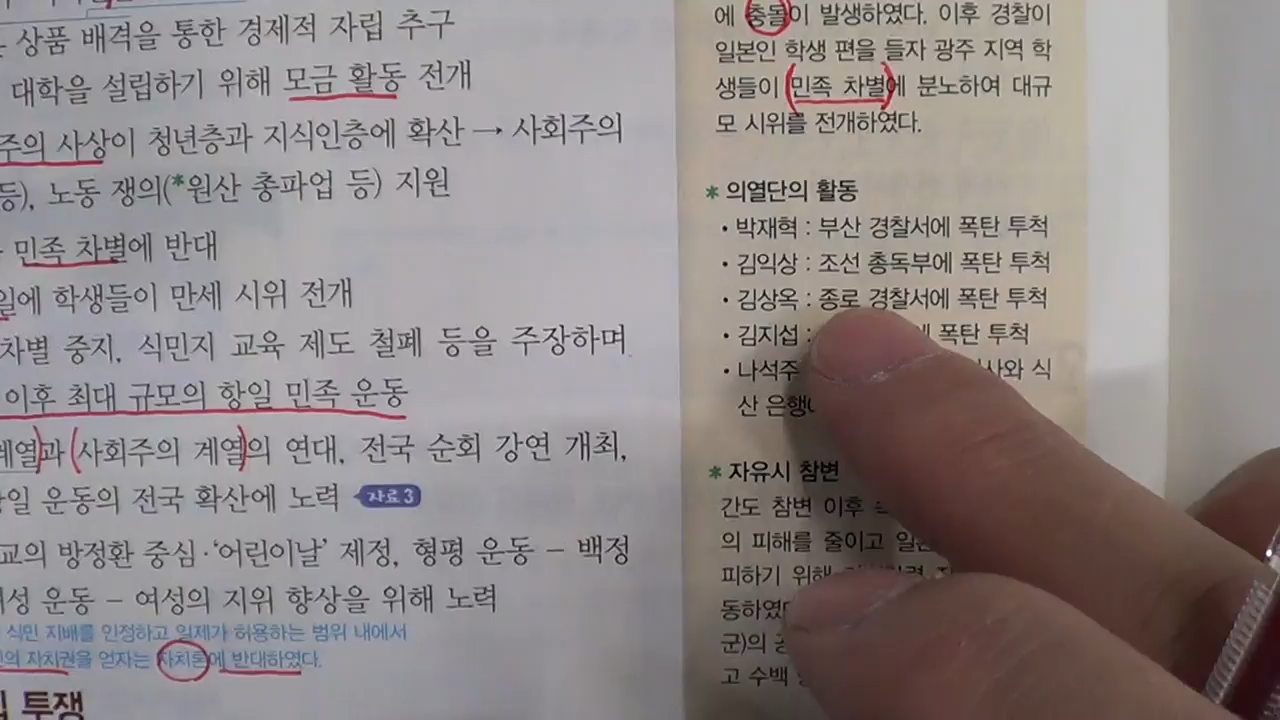 상품 배격을 통한 경제적 자립 추구
대학을 설립하기 위해 모금 활동 전개
주의 사상이 청년층과 지식인층에 확산 → 사회주의
등), 노동 쟁의(*원산 총파업 등) 지원
민족 차별에 반대
일에 학생들이 만세 시위 전개
차별 중지, 식민지 교육 제도 철폐 등을 주장하며
이후 최대 규모의 항일 민족 운동
계열과 사회주의 계열의 연대, 전국 순회 강연 개최,
운동의 전국 확산에 노력 자료 3
교의 방정환 중심·'어린이날' 제정, 형평 운동 – 백정
여성 운동 – 여성의 지위 향상을 위해 노력
식민 지배를 인정하고 일제가 허용하는 범위 내에서
자치권을 얻자는 자치론에 반대하였다.
투쟁
에 충돌이 발생하였다. 이후 경찰이
일본인 학생 편을 들자 광주 지역 학
생들이 민족 차별에 분노하여 대규
모 시위를 전개하였다.
* 의열단의 활동
• 박재혁 : 부산 경찰서에 폭탄 투척
• 김익상 : 조선 총독부에 폭탄 투척
• 김상옥 : 종로 경찰서에 폭탄 투척
• 김지섭 : 에 폭탄 투척
• 나석주 식
산 은행
* 자유시 참변
간도 참변 이후
의 피해를 줄이고
피하기 위해
동하였다
군)의
고 수백